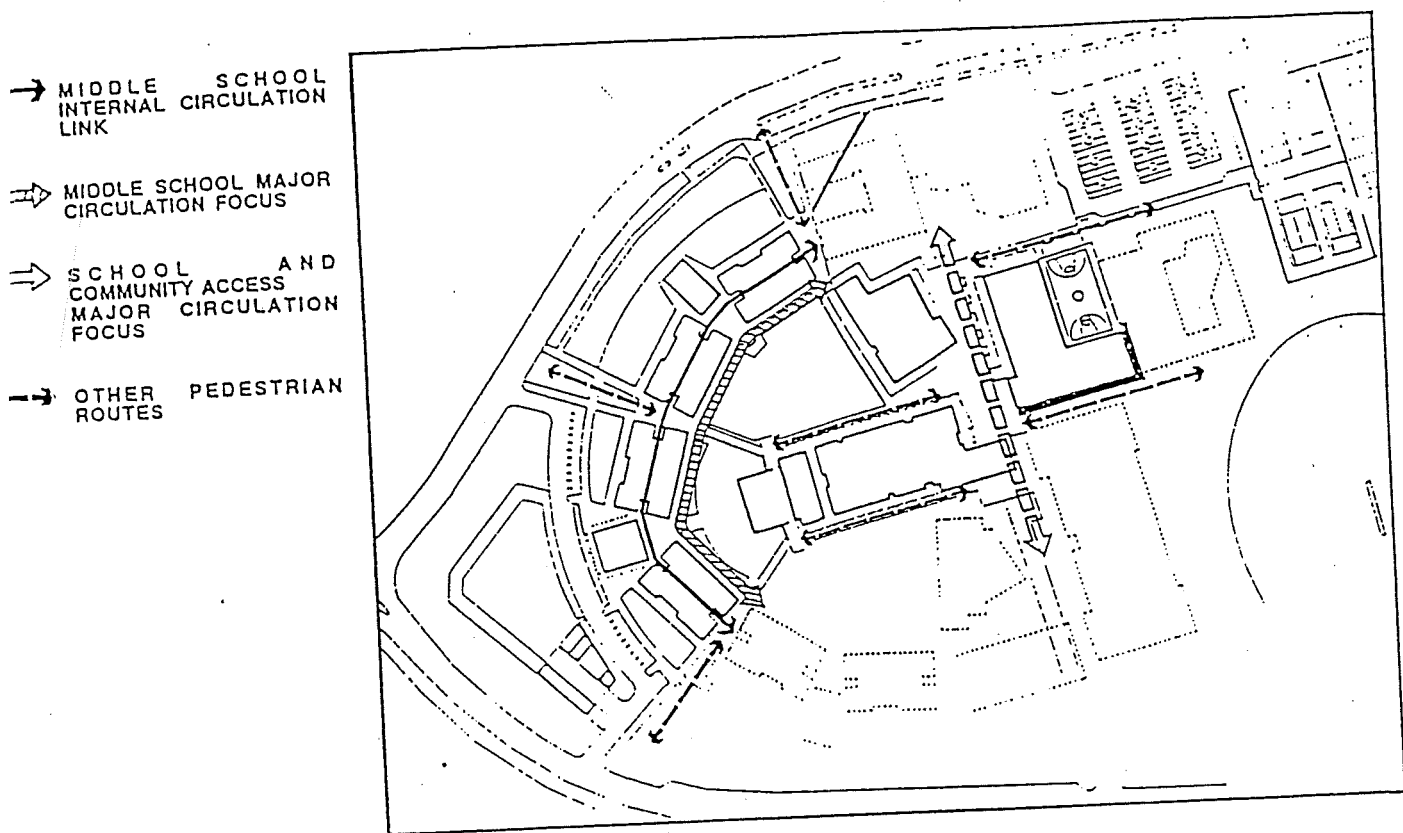 MIDDLE SCHOOL
INTERNAL CIRCULATION
LINK
MIDDLE SCHOOL MAJOR
CIRCULATION FOCUS
SCHOOL AND
COMMUNITY ACCESS
MAJOR CIRCULATION
FOCUS
OTHER PEDESTRIAN
ROUTES